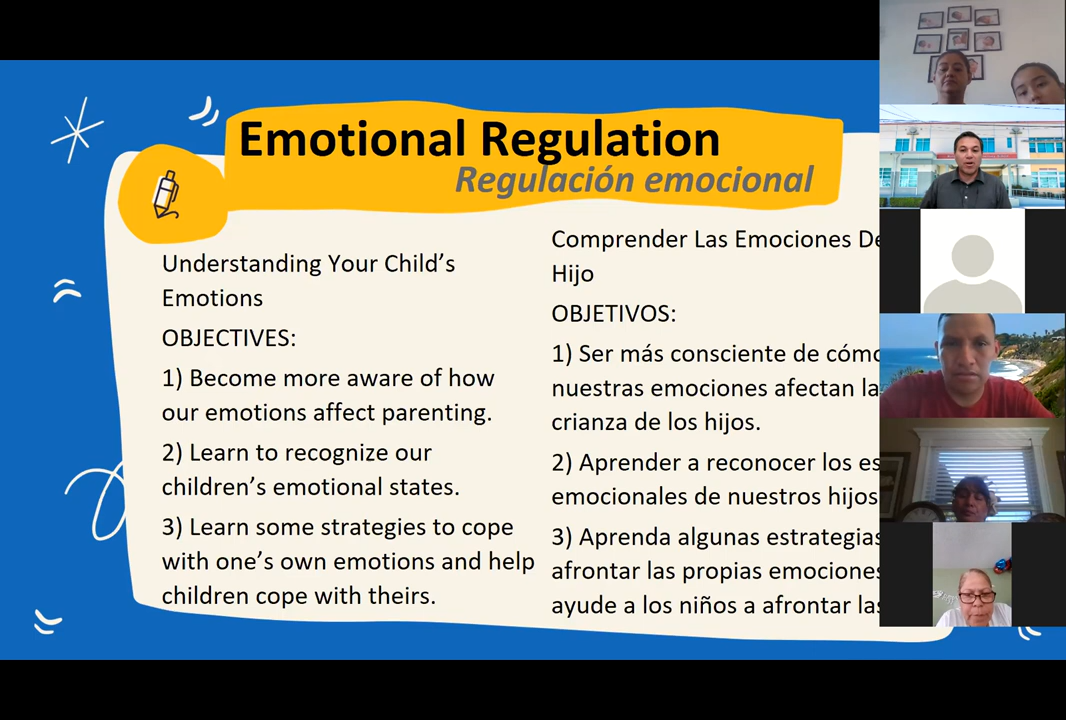 Emotional Regulation
Regulación emocional
Understanding Your Child's
Emotions
OBJECTIVES:
1) Become more aware of how
our emotions affect parenting.
2) Learn to recognize our
children's emotional states.
3) Learn some strategies to cope
with one's own emotions and help
children cope with theirs.
Comprender Las Emociones
Hijo
OBJETIVOS:
1) Ser más consciente de
nuestras emociones afectan la
crianza de los hijos.
2) Aprender a reconocer los
emocionales de nuestros hijos
3) Aprenda algunas estrategias
afrontar las propias emociones
ayude a los niños a afrontar